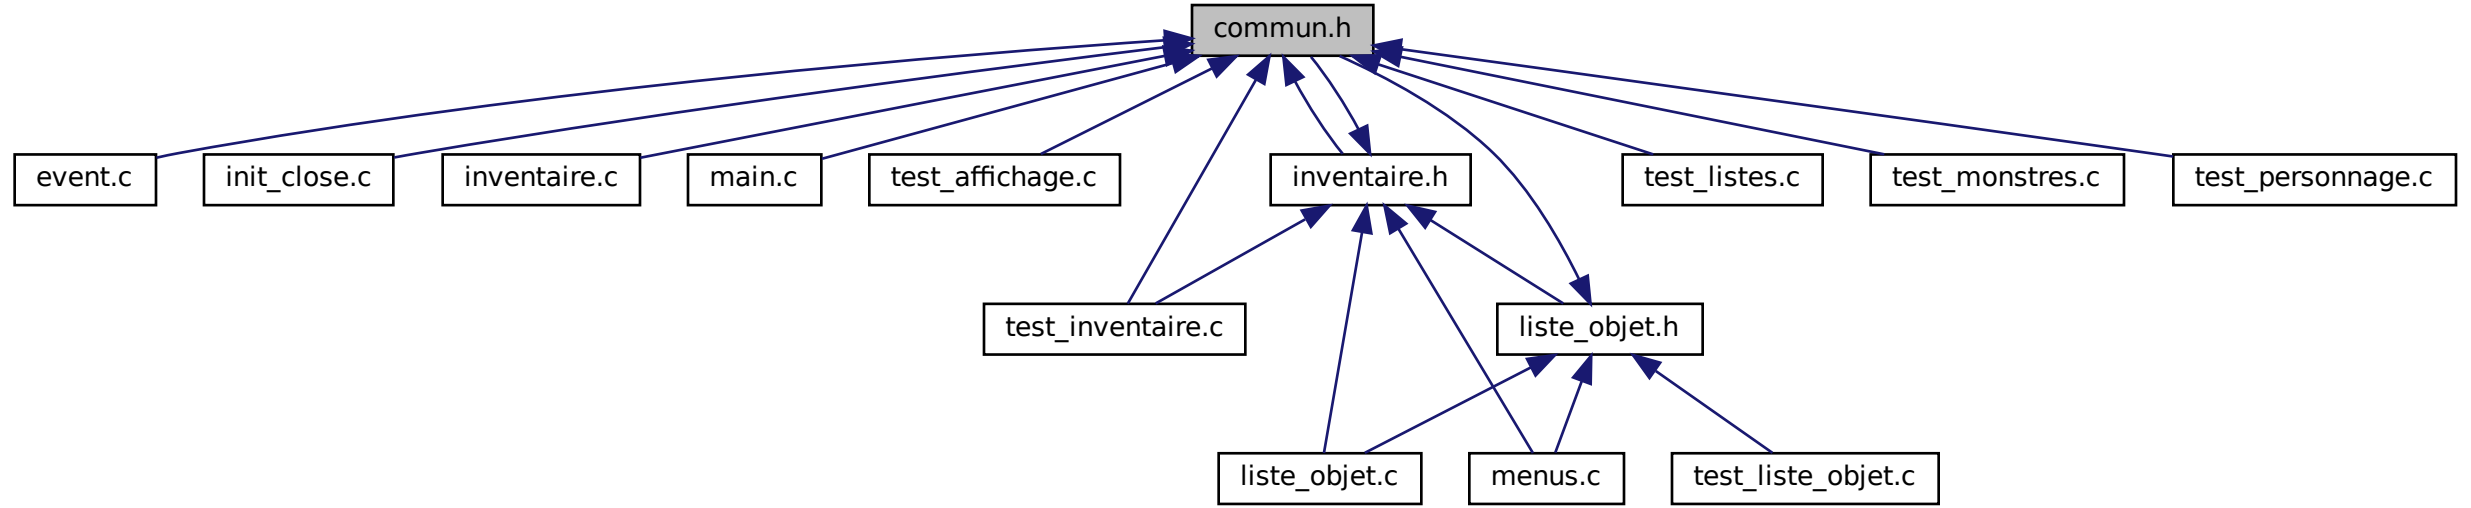 commun.h
event.c
init_close.c
inventaire.c
main.c
test_affichage.c
inventaire.h
test_listes.c
test_monstres.c
test_personnage.c
test_inventaire.c
liste_objet.h
liste_objet.c
menus.c
test_liste_objet.c